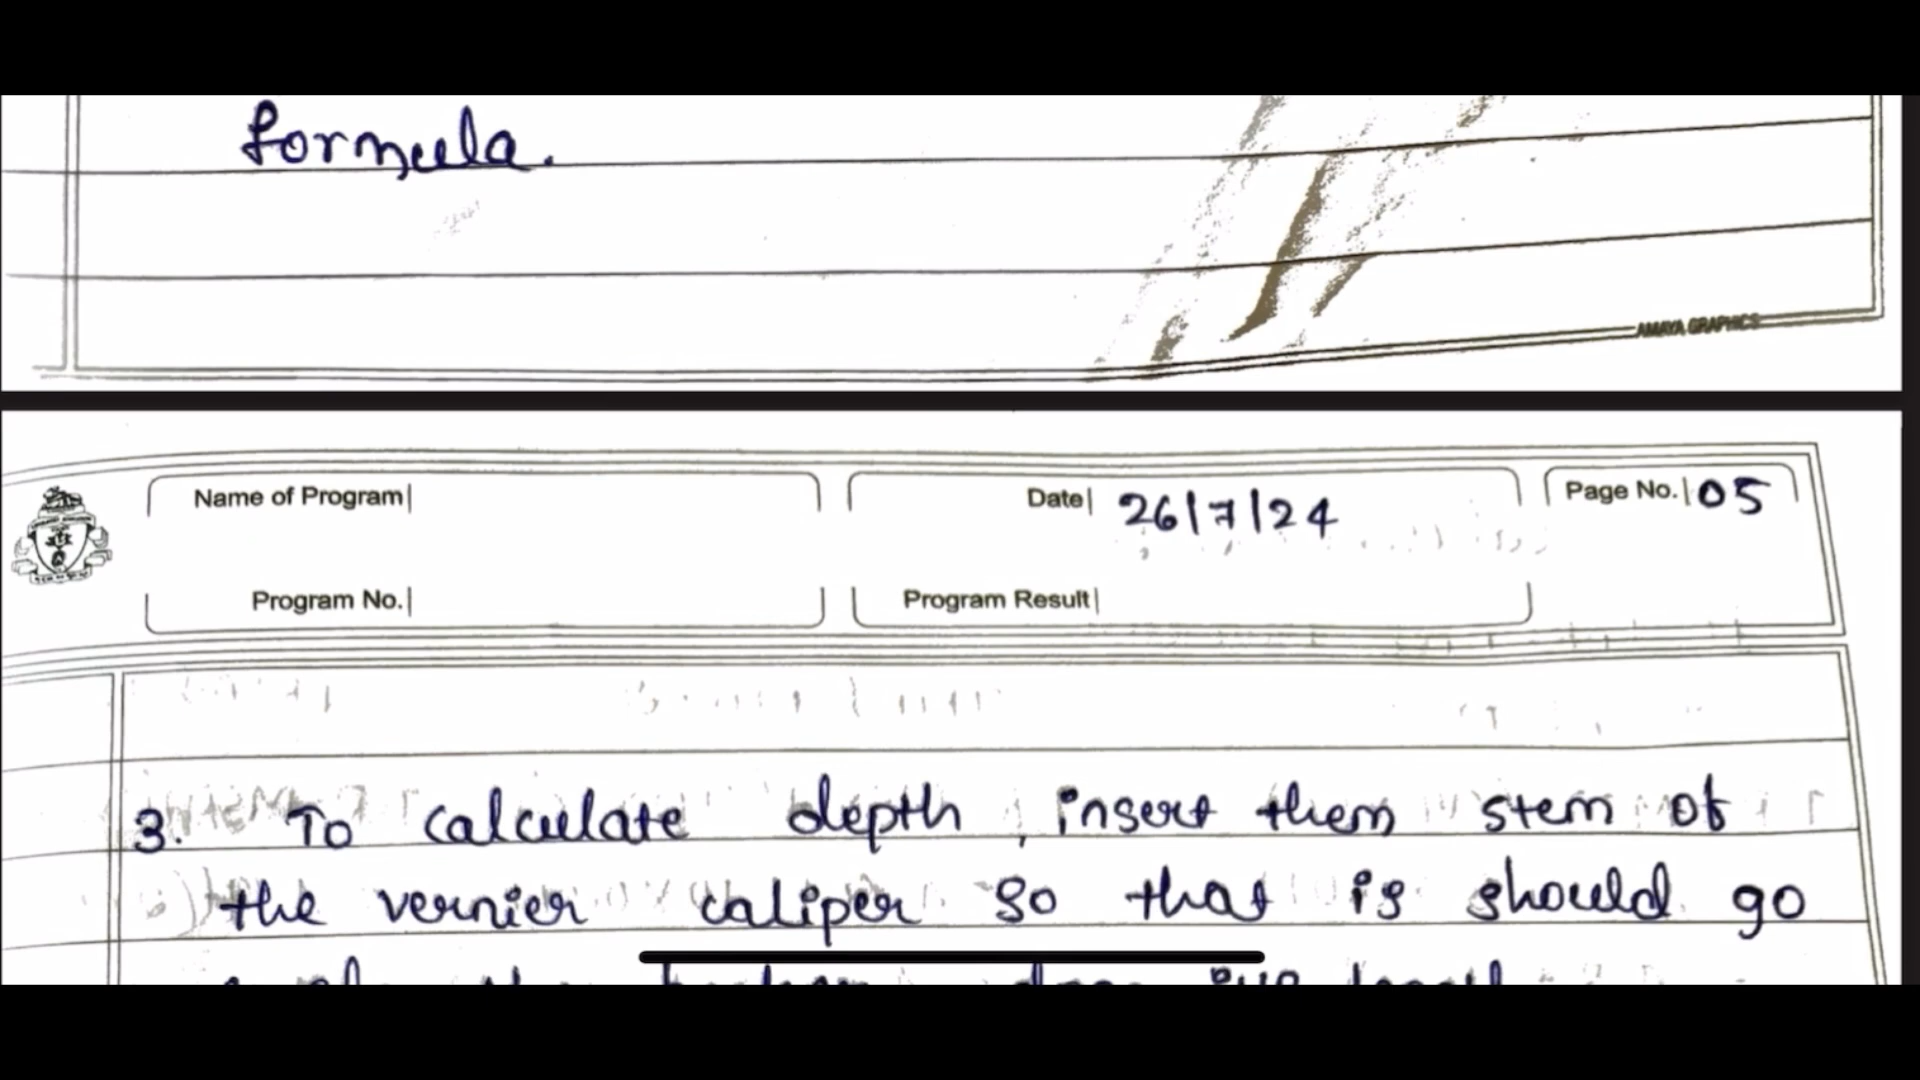 formula.
AMAYA GRAPHICS
Name of Program|
Date| 26/7/24
Page No.| 05
Program No.|
Program Result|
3. To calculate depth, insert them stem of
the vernier caliper so that is should go